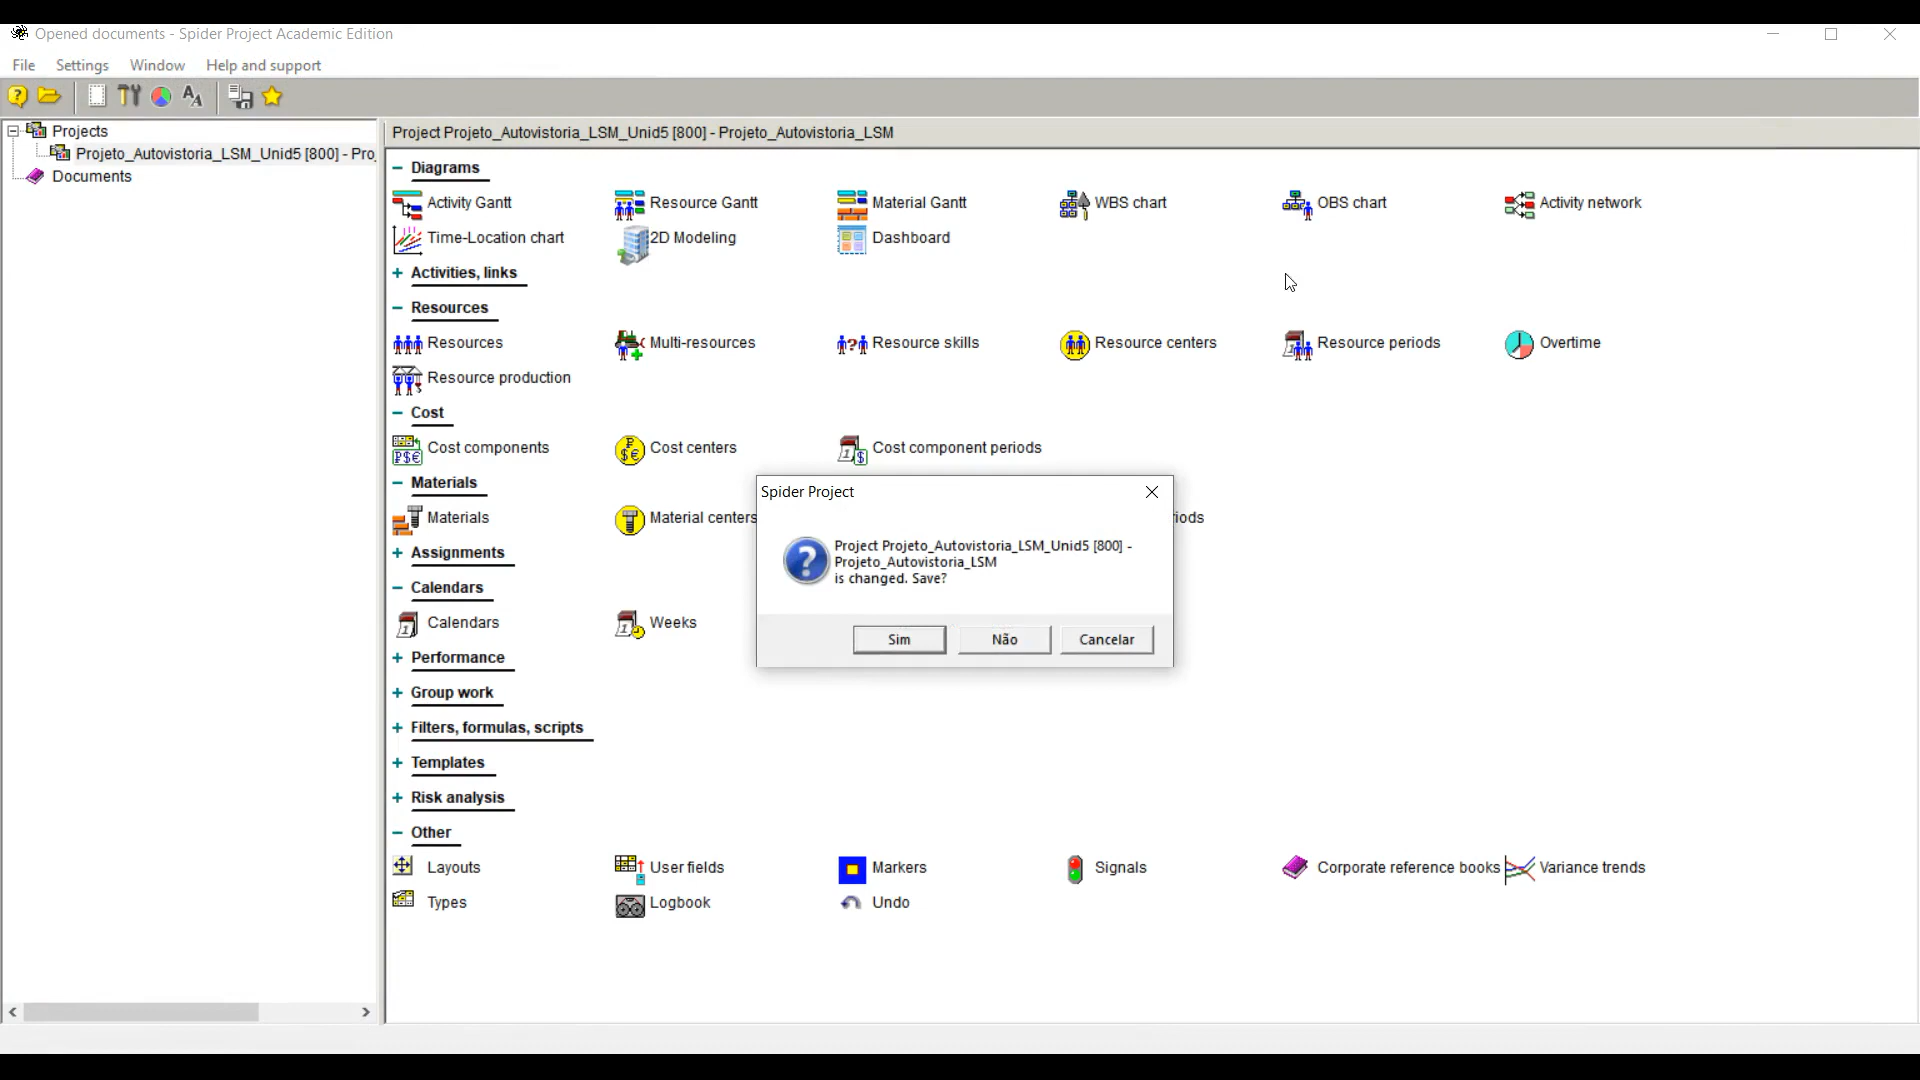 Opened documents - Spider Project Academic Edition
File Settings Window Help and support
Projects
Projeto_Autovistoria_LSM_Unid5 [800] - Pro
Documents
Project Projeto_Autovistoria_LSM_Unid5 [800] - Projeto_Autovistoria_LSM
Diagrams
Activity Gantt Resource Gantt Material Gantt WBS chart OBS chart Activity network
Time-Location chart 2D Modeling Dashboard
Activities, links
Resources
Resources Multi-resources Resource skills Resource centers Resource periods Overtime
Resource production
Cost
Cost components Cost centers Cost component periods
Materials
Materials Material centers iods
Assignments
Calendars
Calendars Weeks
Performance
Group work
Filters, formulas, scripts
Templates
Risk analysis
Other
Layouts User fields Markers Signals Corporate reference books Variance trends
Types Logbook Undo
Spider Project
Project Projeto_Autovistoria_LSM_Unid5 [800] -
Projeto_Autovistoria_LSM
is changed. Save?
Sim Não Cancelar